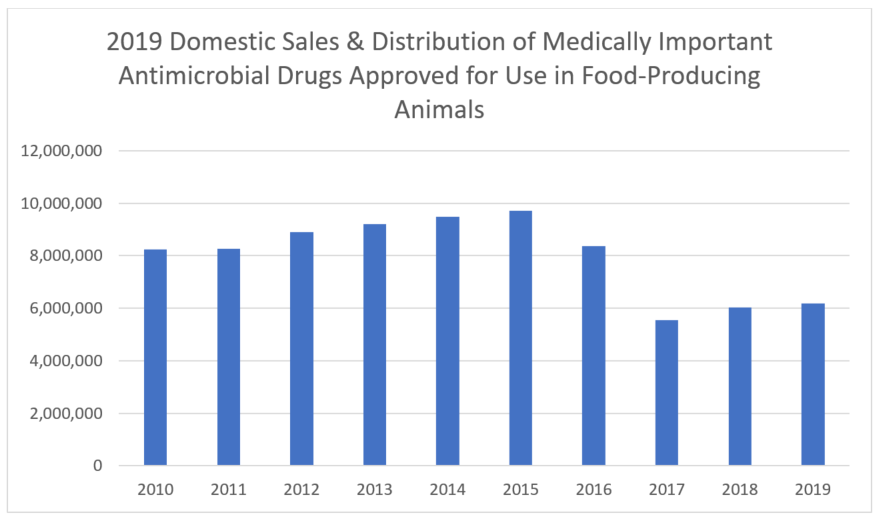 2019 Domestic Sales & Distribution of Medically Important
Antimicrobial Drugs Approved for Use in Food-Producing
Animals
12,000,000
10,000,000
8,000,000
6,000,000
4,000,000
2,000,000
0
2010 2011 2012 2013 2014 2015 2016 2017 2018 2019